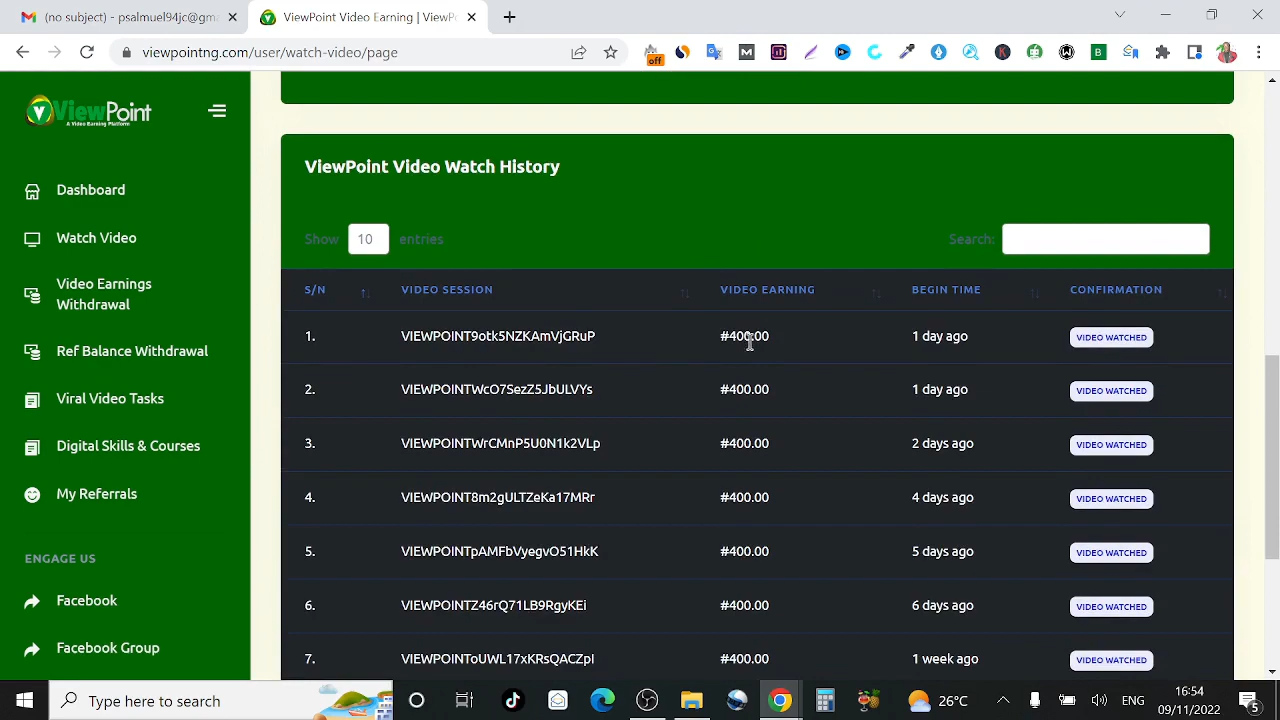 (no subject) - psalmuel94jc@gm
ViewPoint Video Earning | ViewP
viewpointng.com/user/watch-video/page
off
ViewPoint
A Video Earning Platform
Dashboard
Watch Video
Video Earnings
Withdrawal
Ref Balance Withdrawal
Viral Video Tasks
Digital Skills & Courses
My Referrals
ENGAGE US
Facebook
Facebook Group
ViewPoint Video Watch History
Show 10 entries
Search:
S/N VIDEO SESSION VIDEO EARNING BEGIN TIME CONFIRMATION
1. VIEWPOINT9otk5NZKAmVjGRuP #400.00 1 day ago VIDEO WATCHED
2. VIEWPOINTWcO7SezZ5JbULVYs #400.00 1 day ago VIDEO WATCHED
3. VIEWPOINTWrCMnP5U0N1k2VLp #400.00 2 days ago VIDEO WATCHED
4. VIEWPOINT8m2gULTZeKa17MRr #400.00 4 days ago VIDEO WATCHED
5. VIEWPOINTpAMFbVyegvO51HkK #400.00 5 days ago VIDEO WATCHED
6. VIEWPOINTZ46rQ71LB9RgyKEi #400.00 6 days ago VIDEO WATCHED
7. VIEWPOINToUWL17xKRsQACZpI #400.00 1 week ago VIDEO WATCHED
Type here to search
26°C
ENG
16:54
09/11/2022